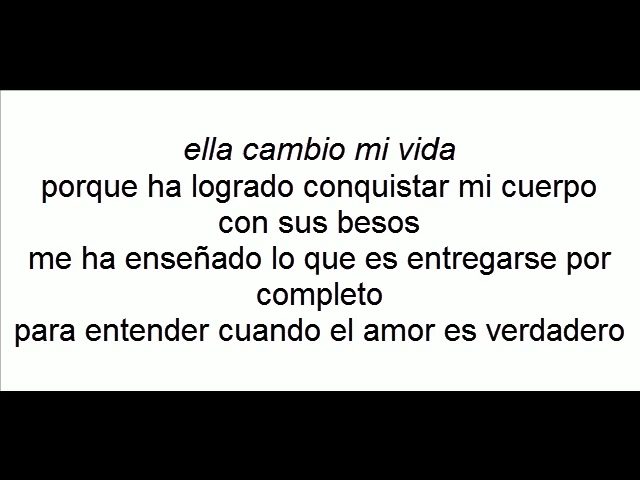 ella cambio mi vida
porque ha logrado conquistar mi cuerpo
con sus besos
me ha enseñado lo que es entregarse por
completo
para entender cuando el amor es verdadero